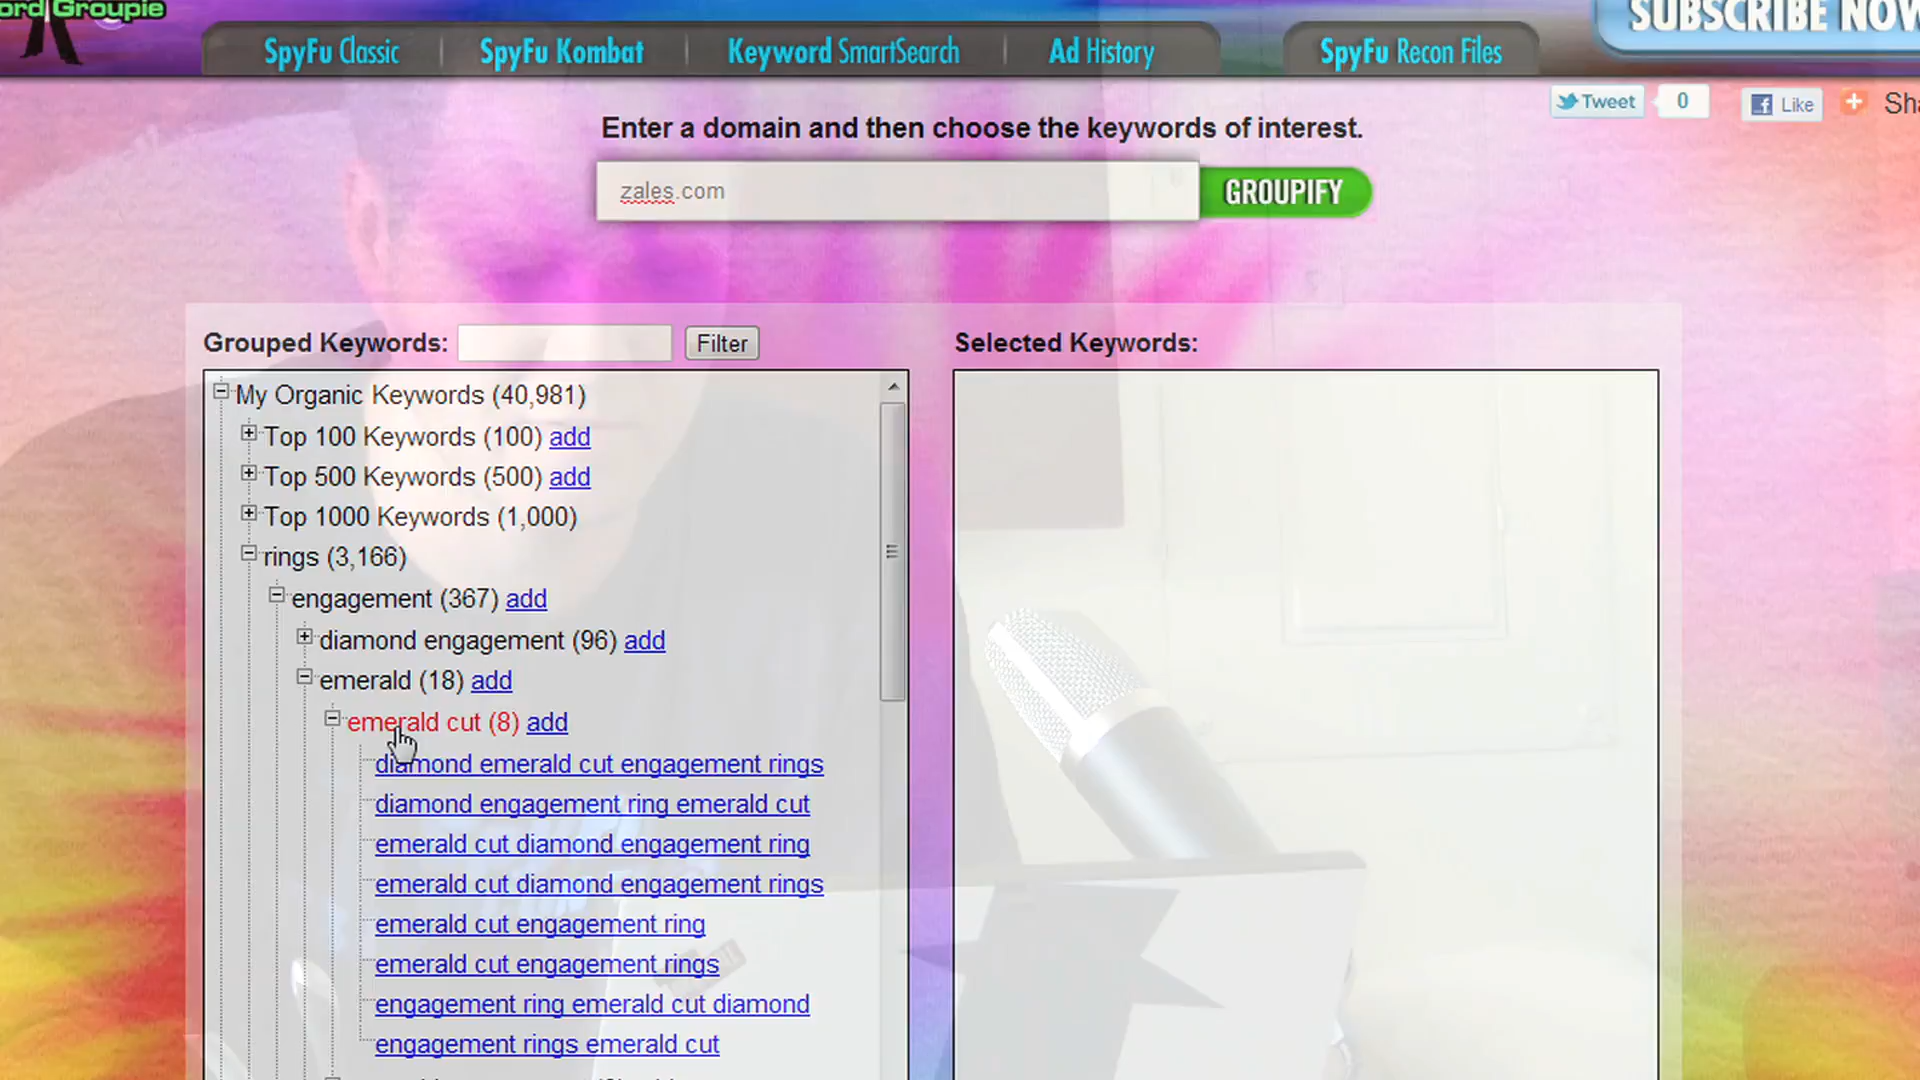 ord Groupie
SUBSCRIBE NOW
SpyFu Classic
SpyFu Kombat
Keyword SmartSearch
Ad History
SpyFu Recon Files
Tweet
0
Like
Sha
Enter a domain and then choose the keywords of interest.
zales.com
GROUPIFY
Grouped Keywords:
Filter
Selected Keywords:
My Organic Keywords (40,981)
Top 100 Keywords (100) add
Top 500 Keywords (500) add
Top 1000 Keywords (1,000)
rings (3,166)
engagement (367) add
diamond engagement (96) add
emerald (18) add
emerald cut (8) add
diamond emerald cut engagement rings
diamond engagement ring emerald cut
emerald cut diamond engagement ring
emerald cut diamond engagement rings
emerald cut engagement ring
emerald cut engagement rings
engagement ring emerald cut diamond
engagement rings emerald cut